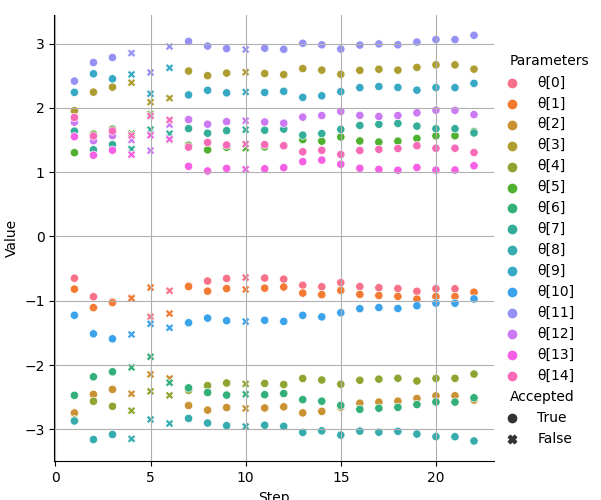 3
2
1
0
−1
−2
−3
Value
0
5
10
15
20
Step
Parameters
θ[0]
θ[1]
θ[2]
θ[3]
θ[4]
θ[5]
θ[6]
θ[7]
θ[8]
θ[9]
θ[10]
θ[11]
θ[12]
θ[13]
θ[14]
Accepted
True
False